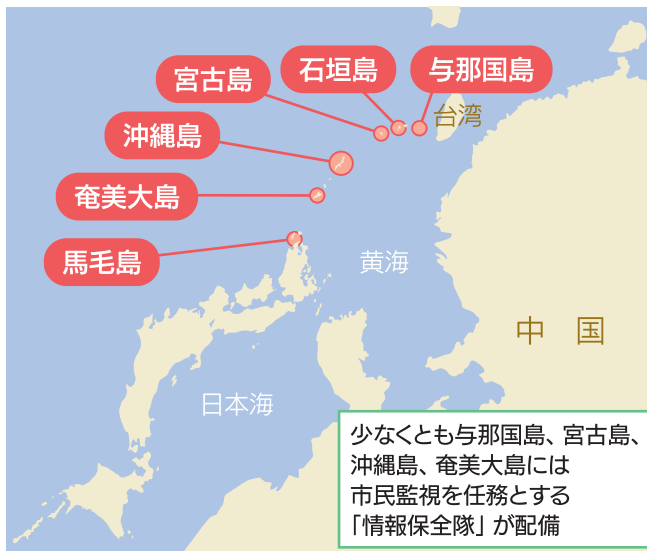 宮古島
石垣島
与那国島
台湾
沖縄島
奄美大島
馬毛島
黄海
中 国
日本海
少なくとも与那国島、宮古島、
沖縄島、奄美大島には
市民監視を任務とする
「情報保全隊」が配備